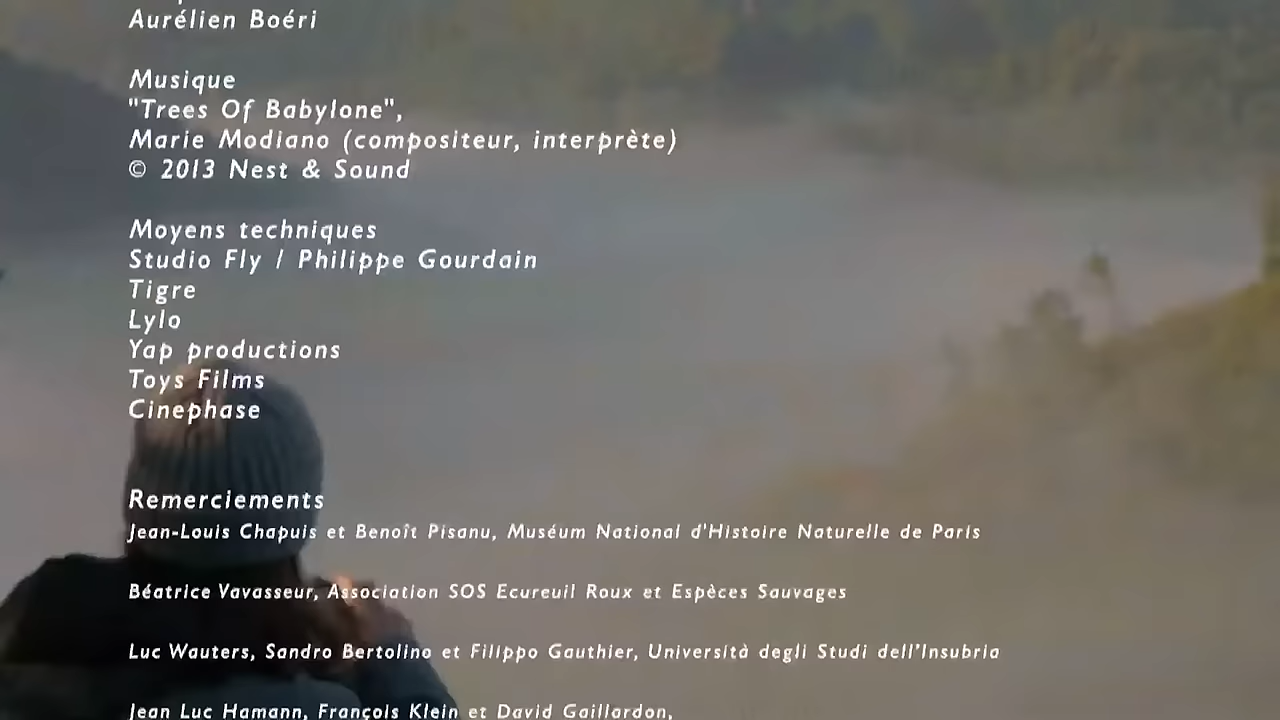 Aurélien Boéri
Musique
"Trees Of Babylone",
Marie Modiano (compositeur, interprète)
© 2013 Nest & Sound
Moyens techniques
Studio Fly / Philippe Gourdain
Tigre
Lylo
Yap productions
Toys Films
Cinephase
Remerciements
Jean-Louis Chapuis et Benoît Pisanu, Muséum National d'Histoire Naturelle de Paris
Béatrice Vavasseur, Association SOS Ecureuil Roux et Espèces Sauvages
Luc Wauters, Sandro Bertolino et Filippo Gauthier, Università degli Studi dell'Insubria
Jean Luc Hamann, François Klein et David Gaillardon,